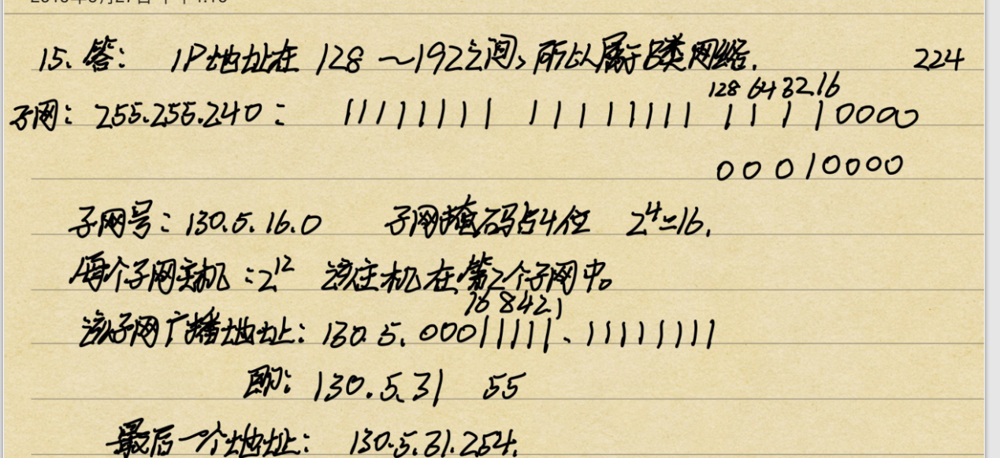 15. 答: IP地址在 128 ~192之间,所以属于B类网络. 224
128 64 32 16
子网: 255.255.240: 11111111 11111111 11110000
00010000
子网号: 130.5.16.0 子网掩码占4位 2^4=16.
每个子网主机: 2^12 该主机在第2个子网中。
16 8 4 2 1
该子网广播地址: 130.5.00011111.11111111
即: 130.5.31 55
最后一个地址: 130.5.31.254.